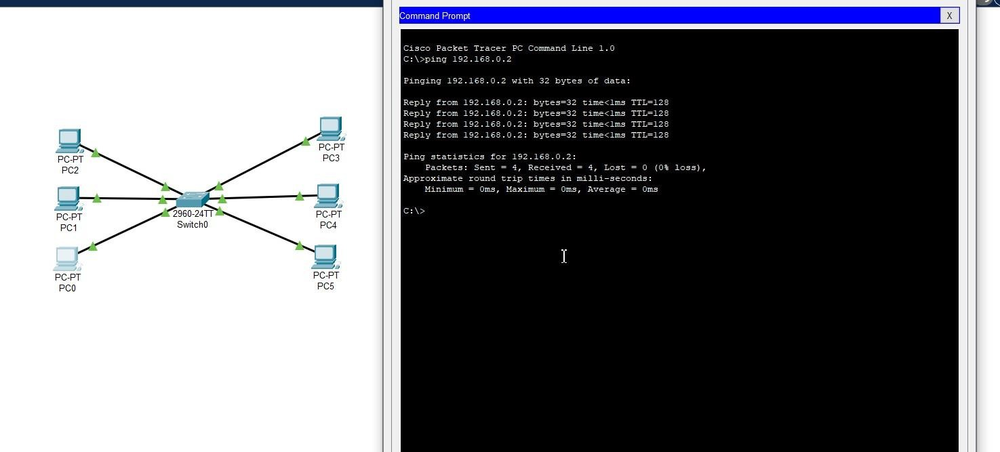 Command Prompt
X
Cisco Packet Tracer PC Command Line 1.0
C:\>ping 192.168.0.2
Pinging 192.168.0.2 with 32 bytes of data:
Reply from 192.168.0.2: bytes=32 time<1ms TTL=128
Reply from 192.168.0.2: bytes=32 time<1ms TTL=128
Reply from 192.168.0.2: bytes=32 time<1ms TTL=128
Reply from 192.168.0.2: bytes=32 time<1ms TTL=128
Ping statistics for 192.168.0.2:
Packets: Sent = 4, Received = 4, Lost = 0 (0% loss),
Approximate round trip times in milli-seconds:
Minimum = 0ms, Maximum = 0ms, Average = 0ms
C:\>
PC-PT
PC2
PC-PT
PC1
PC-PT
PC0
2960-24TT
Switch0
PC-PT
PC3
PC-PT
PC4
PC-PT
PC5